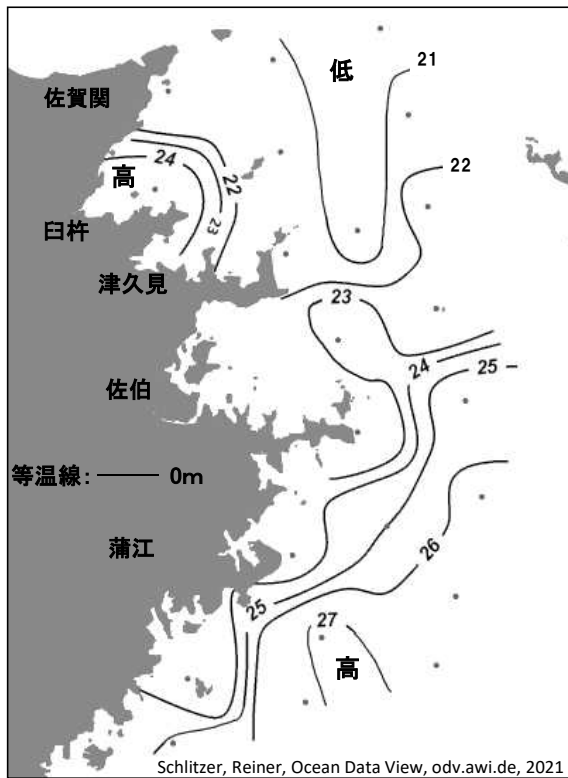 低
21
佐賀関
24
22
高
22
23
臼杵
津久見
23
24
25
佐伯
等温線: 0m
26
蒲江
25
27
高
Schlitzer, Reiner, Ocean Data View, odv.awi.de, 2021